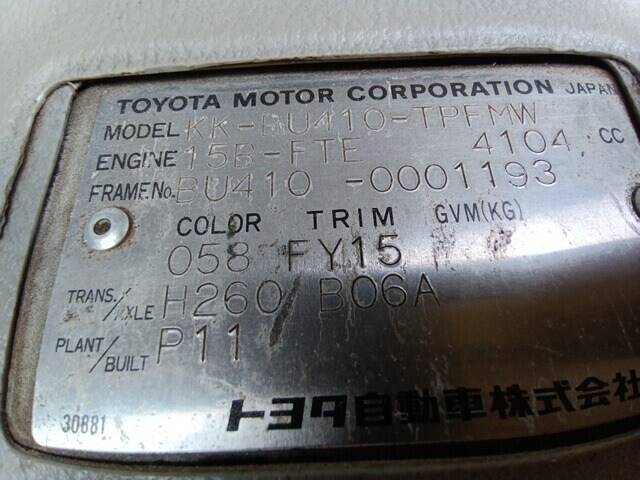 TOYOTA MOTOR CORPORATION JAPAN
MODEL KK-BU410-TPFMW
ENGINE 15B-FTE 4104 CC
FRAME No. BU410 -0001193
COLOR TRIM GVM(KG)
058 FY15
TRANS./AXLE H260/B06A
PLANT/BUILT P11/
30881 トヨタ自動車株式会社